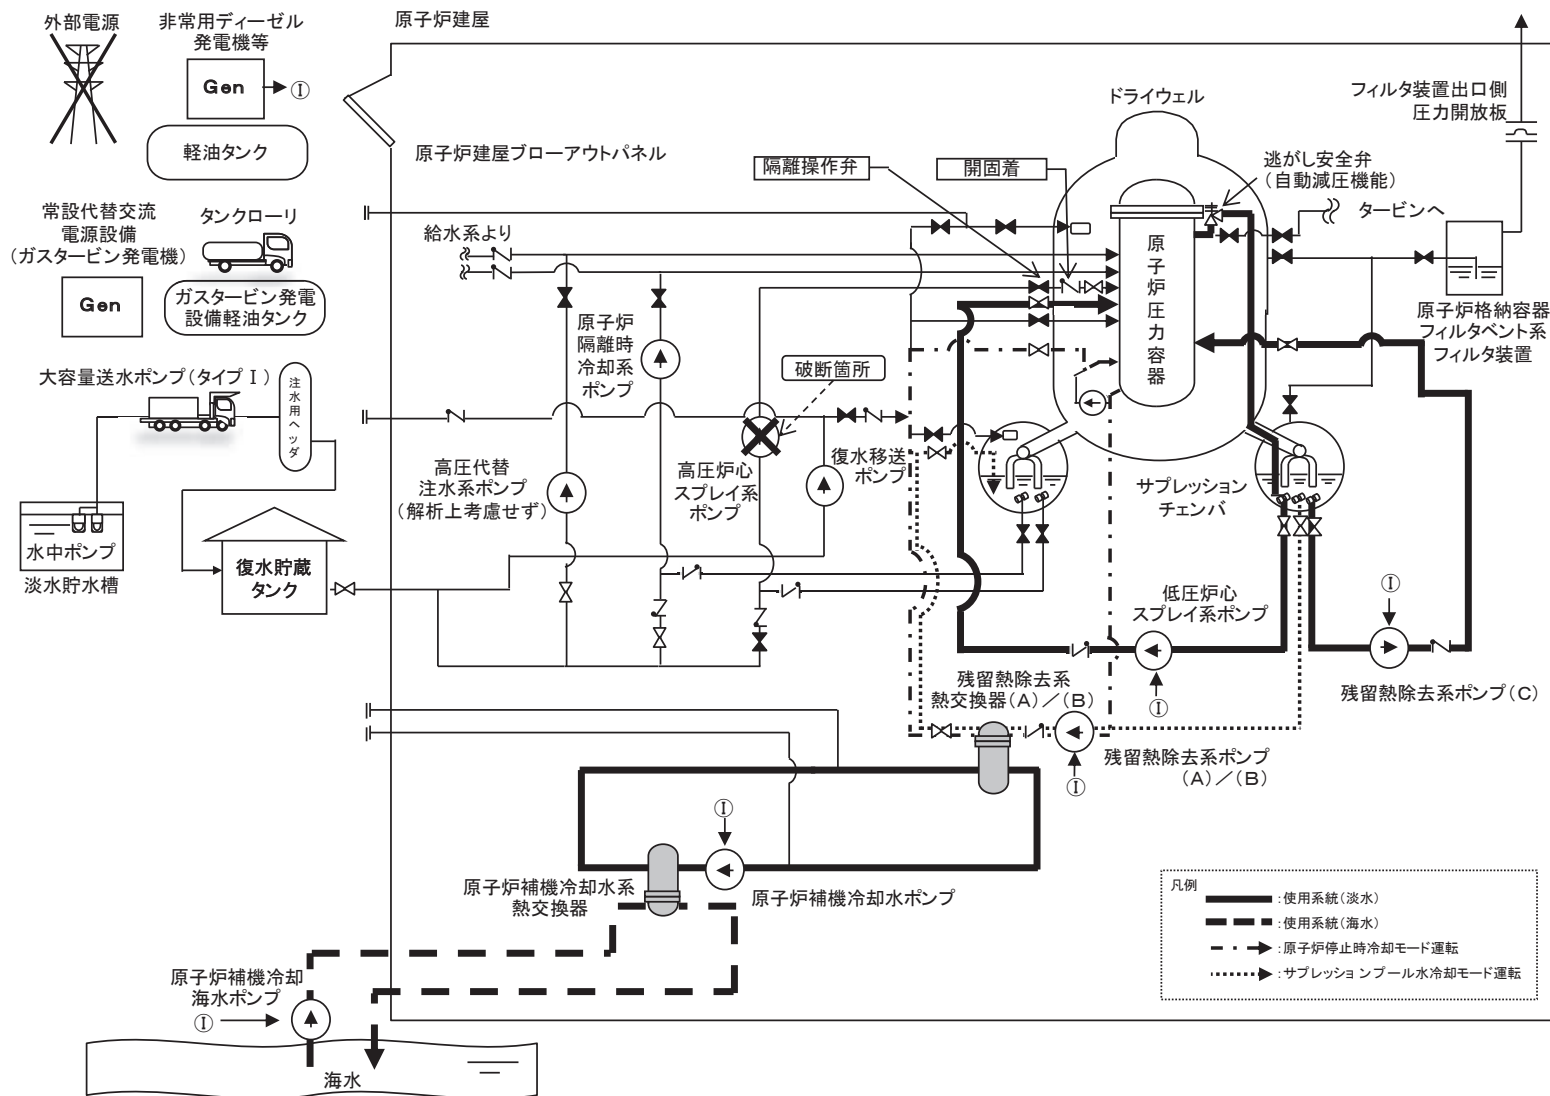 外部電源
非常用ディーゼル
発電機等
Gen
Ⓘ
軽油タンク
原子炉建屋
原子炉建屋ブローアウトパネル
常設代替交流
電源設備
(ガスタービン発電機)
Gen
タンクローリ
ガスタービン発電
設備軽油タンク
大容量送水ポンプ(タイプⅠ)
注水用ヘッダ
水中ポンプ
淡水貯水槽
復水貯蔵
タンク
給水系より
隔離操作弁
開固着
ドライウェル
逃がし安全弁
(自動減圧機能)
タービンへ
フィルタ装置出口側
圧力開放板
原子炉格納容器
フィルタベント系
フィルタ装置
原子炉圧力容器
原子炉
隔離時
冷却系
ポンプ
破断箇所
高圧代替
注水系ポンプ
(解析上考慮せず)
高圧炉心
スプレイ系
ポンプ
復水移送
ポンプ
サプレッション
チェンバ
低圧炉心
スプレイ系ポンプ
Ⓘ
Ⓘ
残留熱除去系ポンプ(C)
残留熱除去系
熱交換器(A)/(B)
残留熱除去系ポンプ
(A)/(B)
Ⓘ
Ⓘ
原子炉補機冷却水系
熱交換器
原子炉補機冷却水ポンプ
原子炉補機冷却
海水ポンプ
Ⓘ
海水
凡例
:使用系統(淡水)
:使用系統(海水)
:原子炉停止時冷却モード運転
:サプレッションプール水冷却モード運転